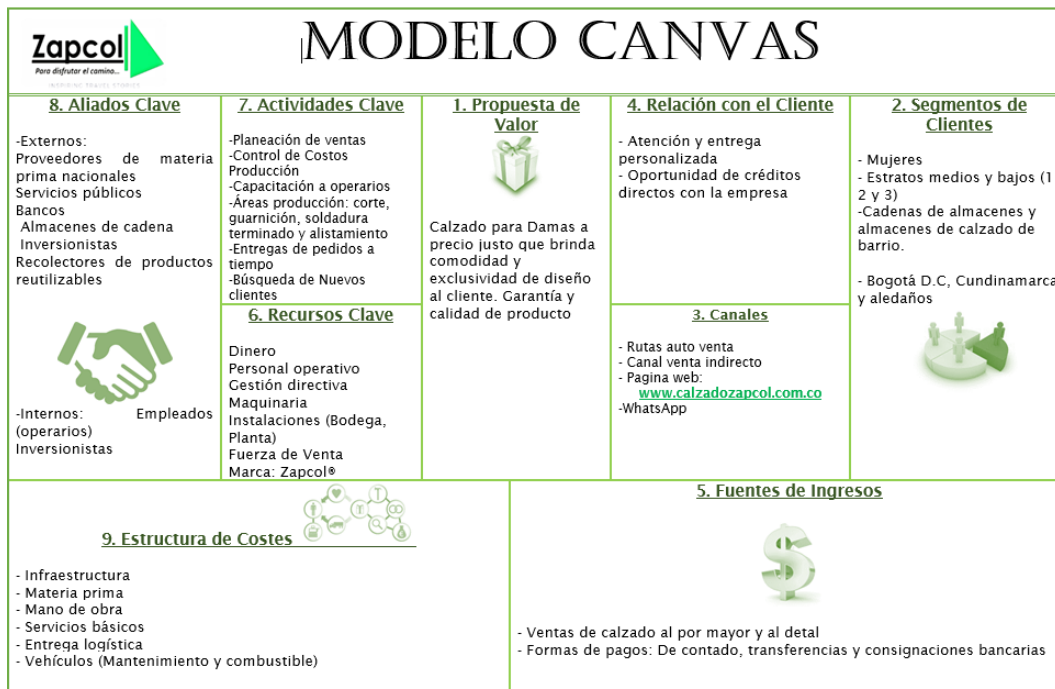 Zapcol
Para disfrutar el camino...
INSPIRING TRAVEL STORIES
MODELO CANVAS
8. Aliados Clave
-Externos:
Proveedores de materia
prima nacionales
Servicios públicos
Bancos
Almacenes de cadena
Inversionistas
Recolectores de productos
reutilizables
-Internos: Empleados
(operarios)
Inversionistas
7. Actividades Clave
-Planeación de ventas
-Control de Costos
Producción
-Capacitación a operarios
-Áreas producción: corte,
guarnición, soldadura
terminado y alistamiento
-Entregas de pedidos a
tiempo
-Búsqueda de Nuevos
clientes
6. Recursos Clave
Dinero
Personal operativo
Gestión directiva
Maquinaria
Instalaciones (Bodega,
Planta)
Fuerza de Venta
Marca: Zapcol®
1. Propuesta de
Valor
Calzado para Damas a
precio justo que brinda
comodidad y
exclusividad de diseño
al cliente. Garantía y
calidad de producto
4. Relación con el Cliente
- Atención y entrega
personalizada
- Oportunidad de créditos
directos con la empresa
3. Canales
- Rutas auto venta
- Canal venta indirecto
- Pagina web:
www.calzadozapcol.com.co
-WhatsApp
2. Segmentos de
Clientes
- Mujeres
- Estratos medios y bajos (1
2 y 3)
-Cadenas de almacenes y
almacenes de calzado de
barrio.
- Bogotá D.C, Cundinamarca
y aledaños
9. Estructura de Costes
- Infraestructura
- Materia prima
- Mano de obra
- Servicios básicos
- Entrega logística
- Vehículos (Mantenimiento y combustible)
5. Fuentes de Ingresos
- Ventas de calzado al por mayor y al detal
- Formas de pagos: De contado, transferencias y consignaciones bancarias